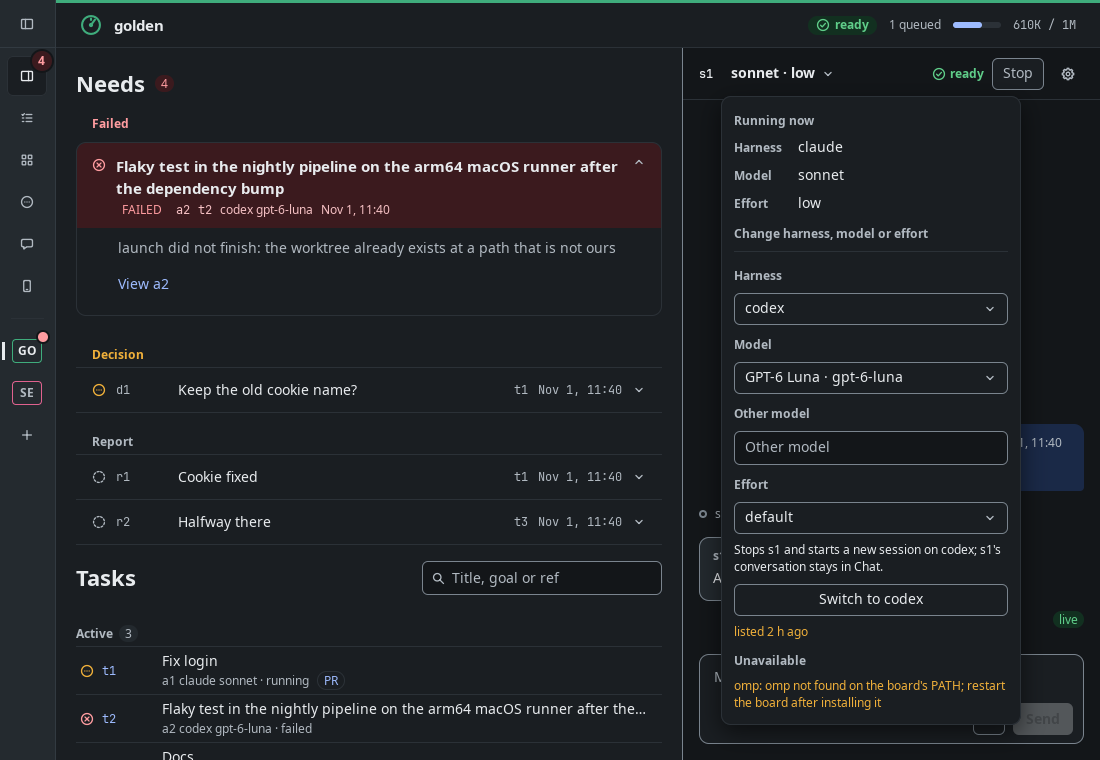 golden
ready
1 queued
610K / 1M
4
GO
SE
Needs 4
Failed
Flaky test in the nightly pipeline on the arm64 macOS runner after
the dependency bump
FAILED a2 t2 codex gpt-6-luna Nov 1, 11:40
launch did not finish: the worktree already exists at a path that is not ours
View a2
Decision
d1 Keep the old cookie name? t1 Nov 1, 11:40
Report
r1 Cookie fixed t1 Nov 1, 11:40
r2 Halfway there t3 Nov 1, 11:40
Tasks
Title, goal or ref
Active 3
t1 Fix login
a1 claude sonnet · running PR
t2 Flaky test in the nightly pipeline on the arm64 macOS runner after the…
a2 codex gpt-6-luna · failed
Docs
s1 sonnet · low
ready
Stop
Running now
Harness claude
Model sonnet
Effort low
Change harness, model or effort
Harness
codex
Model
GPT-6 Luna · gpt-6-luna
Other model
Other model
Effort
default
Stops s1 and starts a new session on codex; s1's
conversation stays in Chat.
Switch to codex
listed 2 h ago
Unavailable
omp: omp not found on the board's PATH; restart
the board after installing it
11:40
live
Send